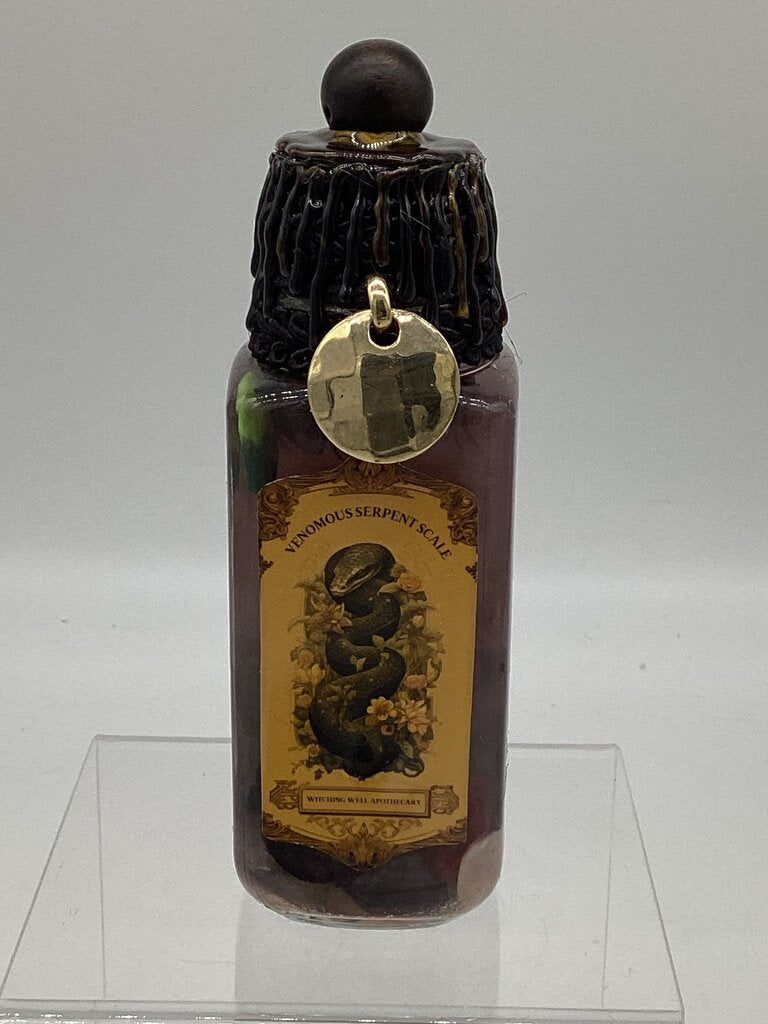 VENOMOUS SERPENT SCALE
WITCHING WELL APOTHECARY